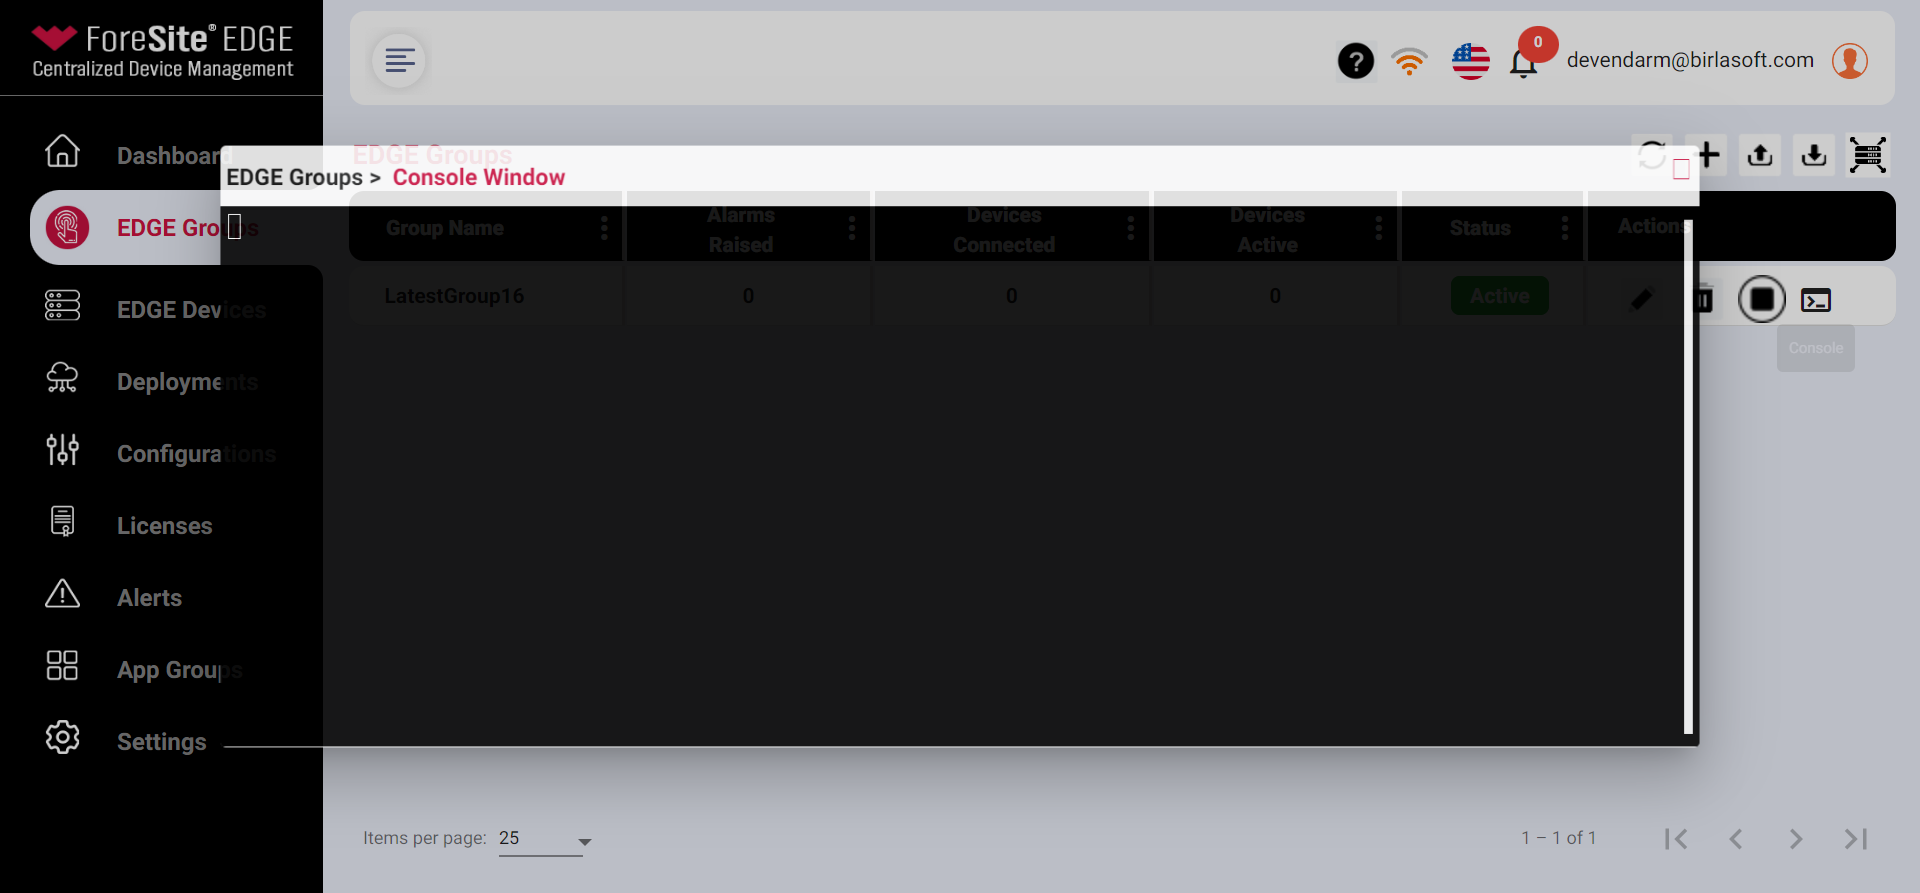 ForeSite® EDGE
Centralized Device Management
0
devendarm@birlasoft.com
Dashboard
EDGE Groups
EDGE Devices
Deployments
Configurations
Licenses
Alerts
App Groups
Settings
EDGE Groups
EDGE Groups > Console Window
Group Name
Alarms
Raised
Devices
Connected
Devices
Active
Status
Actions
LatestGroup16
0
0
0
Active
Console
Items per page: 25
1 – 1 of 1